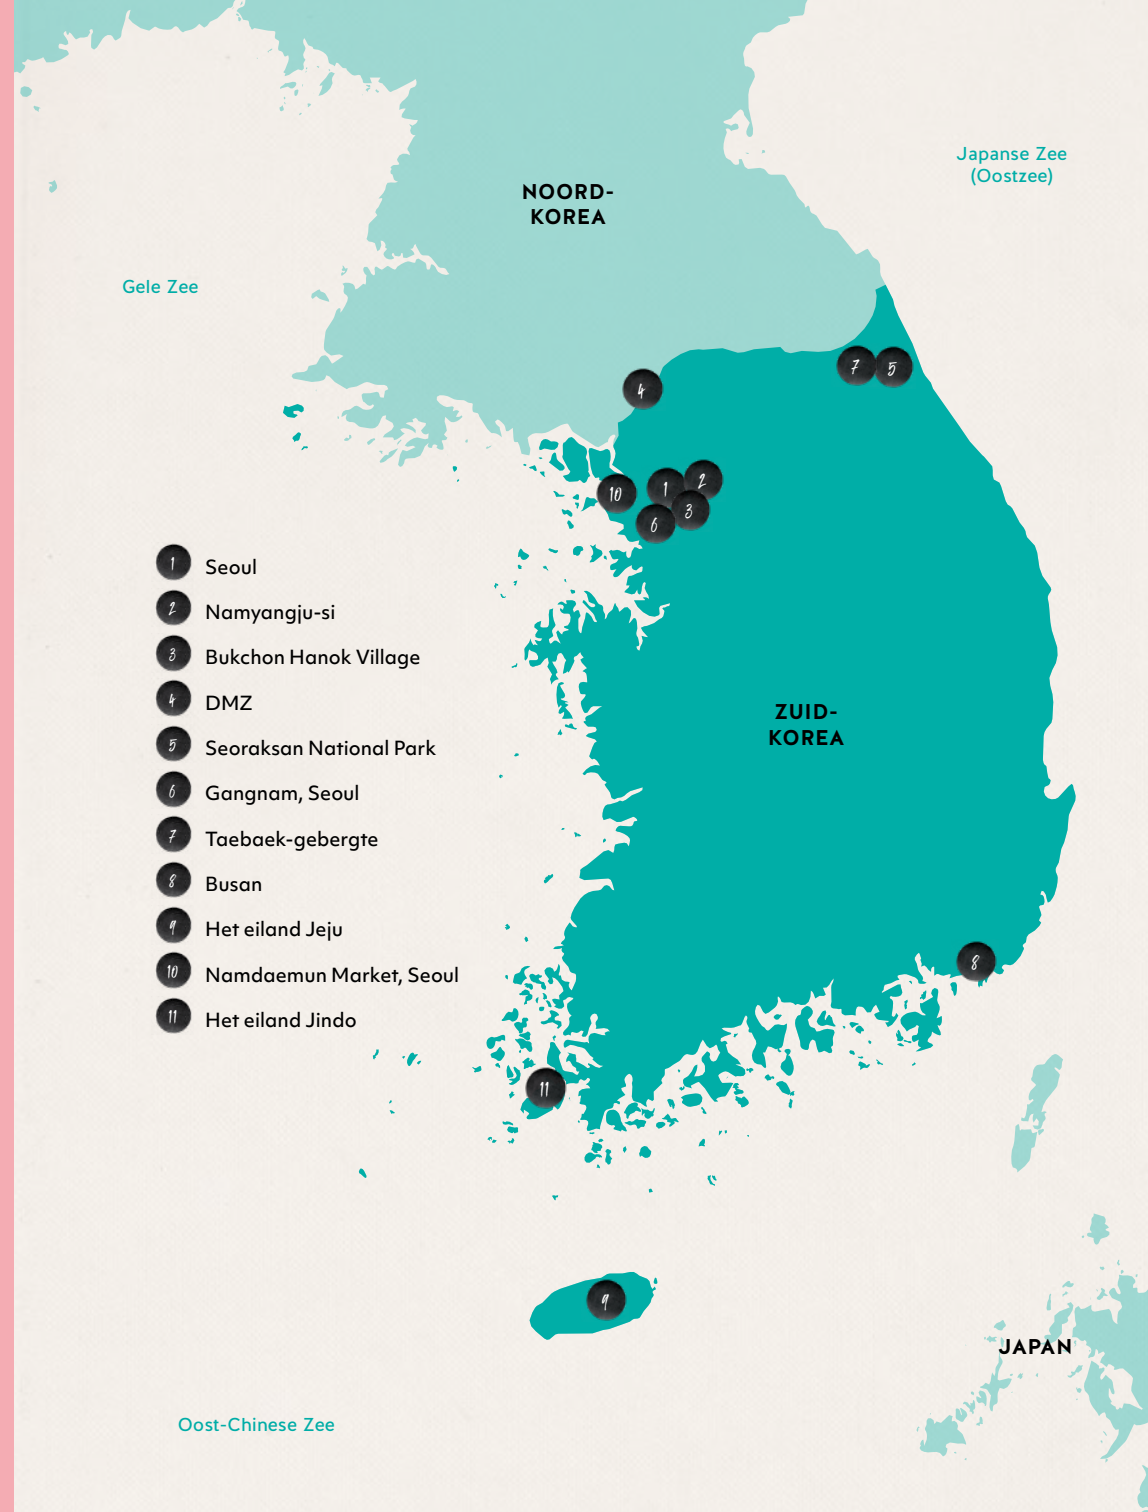 NOORD-
KOREA
Japanse Zee
(Oostzee)
Gele Zee
7 5
4
10 1 2
3
6
1 Seoul
2 Namyangju-si
3 Bukchon Hanok Village
4 DMZ
5 Seoraksan National Park
6 Gangnam, Seoul
7 Taebaek-gebergte
8 Busan
9 Het eiland Jeju
10 Namdaemun Market, Seoul
11 Het eiland Jindo
ZUID-
KOREA
8
11
9
JAPAN
Oost-Chinese Zee